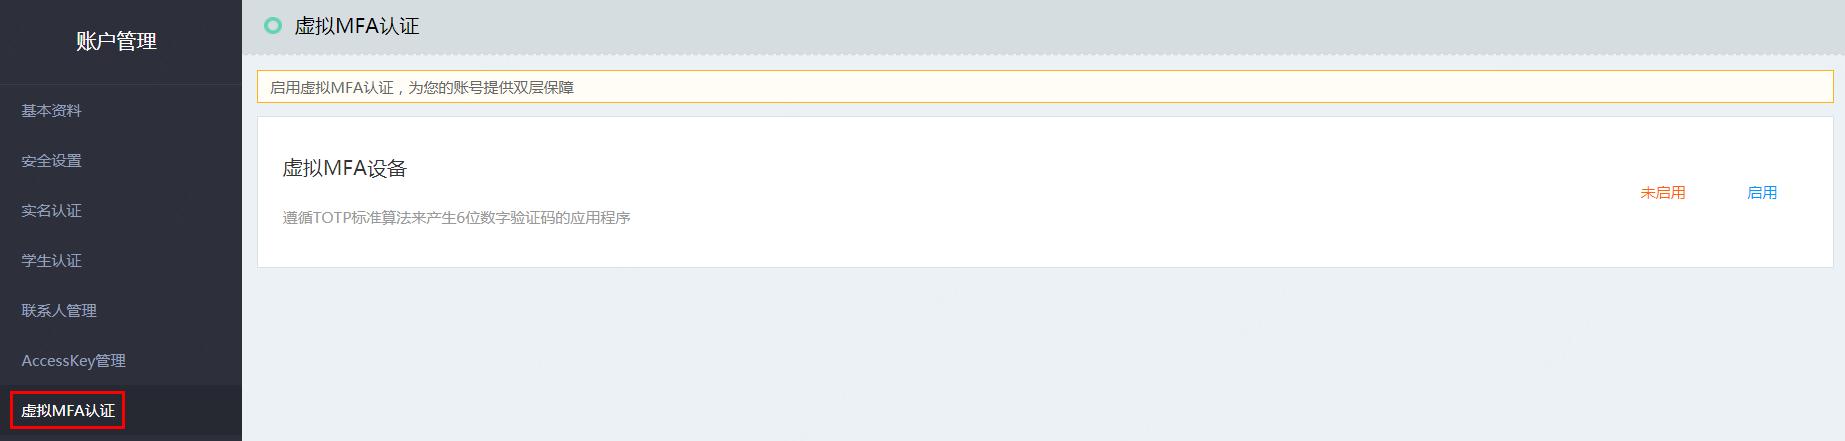 账户管理
基本资料
安全设置
实名认证
学生认证
联系人管理
AccessKey管理
虚拟MFA认证
虚拟MFA认证
启用虚拟MFA认证，为您的账号提供双层保障
虚拟MFA设备
遵循TOTP标准算法来产生6位数字验证码的应用程序
未启用
启用